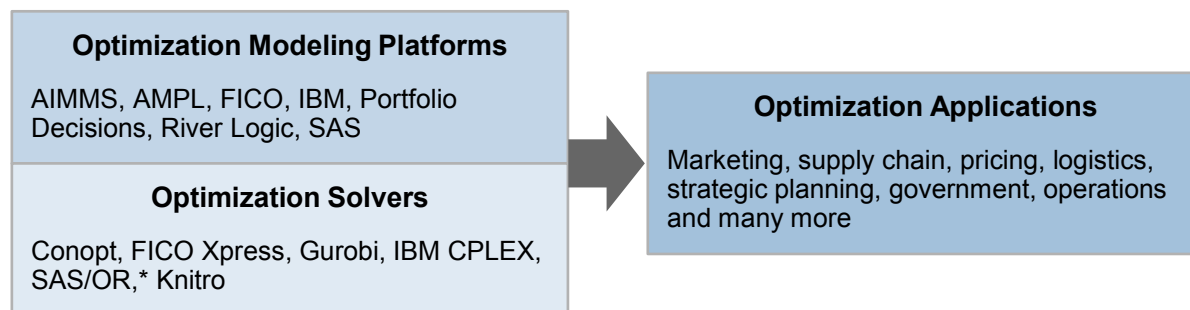 Optimization Modeling Platforms
AIMMS, AMPL, FICO, IBM, Portfolio
Decisions, River Logic, SAS
Optimization Solvers
Conopt, FICO Xpress, Gurobi, IBM CPLEX,
SAS/OR,* Knitro
Optimization Applications
Marketing, supply chain, pricing, logistics,
strategic planning, government, operations
and many more